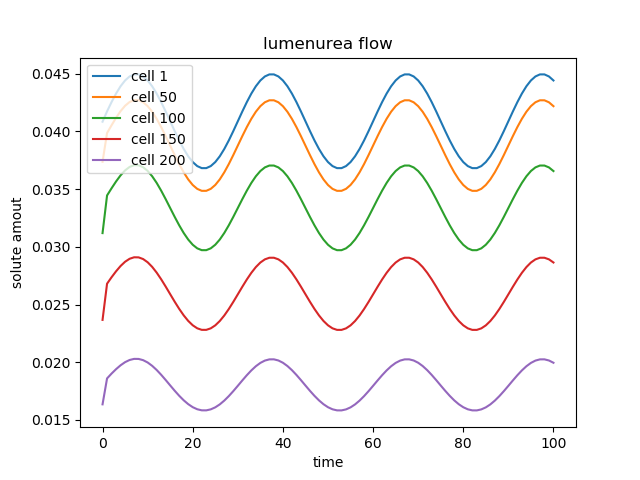 lumenurea flow
cell 1
cell 50
cell 100
cell 150
cell 200
0.045
0.040
0.035
0.030
0.025
0.020
0.015
solute amout
0 20 40 60 80 100
time